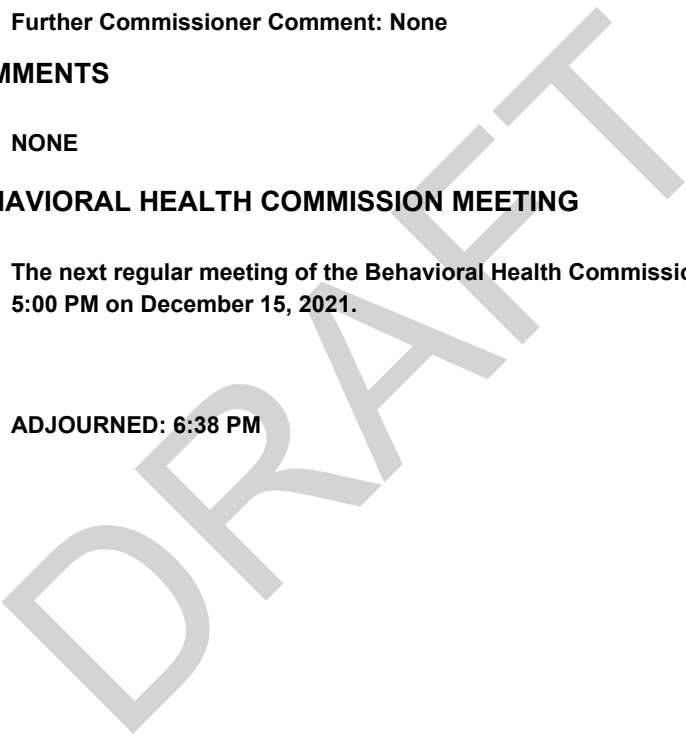 Further Commissioner Comment: None
MMENTS
NONE
HAVIORAL HEALTH COMMISSION MEETING
The next regular meeting of the Behavioral Health Commissio
5:00 PM on December 15, 2021.
ADJOURNED: 6:38 PM
DRAFT